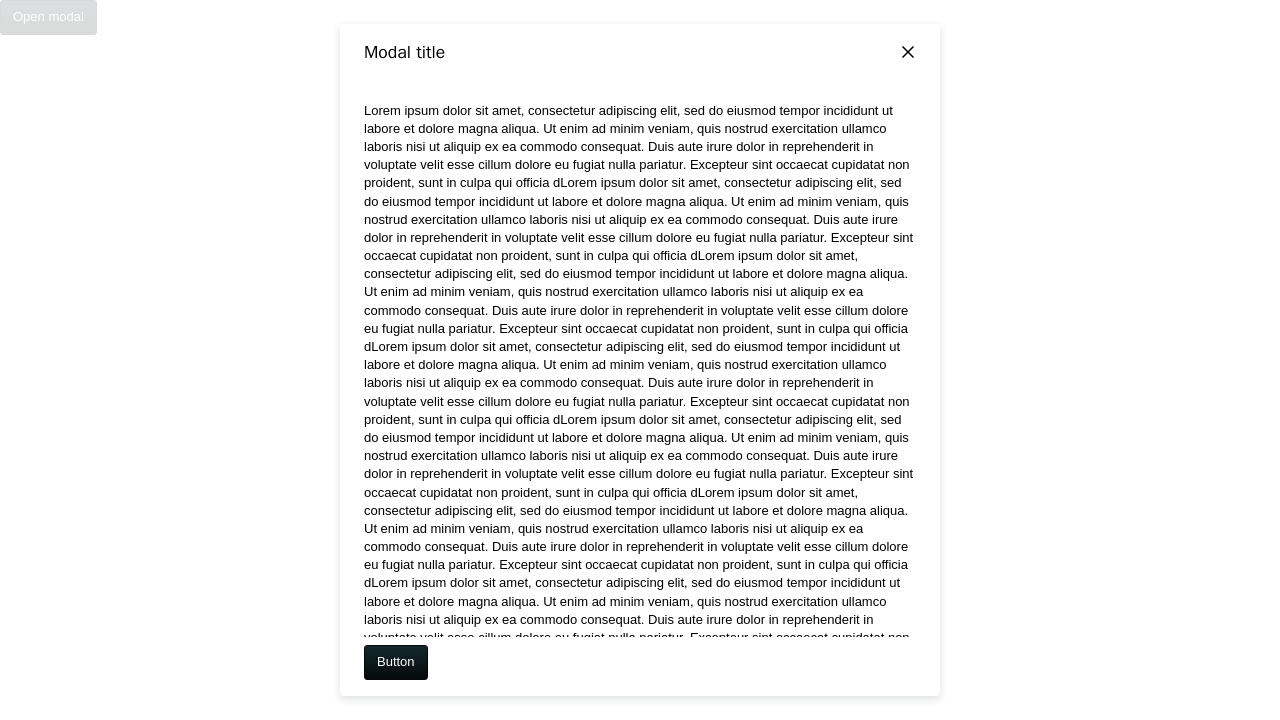 Open modal
Modal title
Lorem ipsum dolor sit amet, consectetur adipiscing elit, sed do eiusmod tempor incididunt ut
labore et dolore magna aliqua. Ut enim ad minim veniam, quis nostrud exercitation ullamco
laboris nisi ut aliquip ex ea commodo consequat. Duis aute irure dolor in reprehenderit in
voluptate velit esse cillum dolore eu fugiat nulla pariatur. Excepteur sint occaecat cupidatat non
proident, sunt in culpa qui officia dLorem ipsum dolor sit amet, consectetur adipiscing elit, sed
do eiusmod tempor incididunt ut labore et dolore magna aliqua. Ut enim ad minim veniam, quis
nostrud exercitation ullamco laboris nisi ut aliquip ex ea commodo consequat. Duis aute irure
dolor in reprehenderit in voluptate velit esse cillum dolore eu fugiat nulla pariatur. Excepteur sint
occaecat cupidatat non proident, sunt in culpa qui officia dLorem ipsum dolor sit amet,
consectetur adipiscing elit, sed do eiusmod tempor incididunt ut labore et dolore magna aliqua.
Ut enim ad minim veniam, quis nostrud exercitation ullamco laboris nisi ut aliquip ex ea
commodo consequat. Duis aute irure dolor in reprehenderit in voluptate velit esse cillum dolore
eu fugiat nulla pariatur. Excepteur sint occaecat cupidatat non proident, sunt in culpa qui officia
dLorem ipsum dolor sit amet, consectetur adipiscing elit, sed do eiusmod tempor incididunt ut
labore et dolore magna aliqua. Ut enim ad minim veniam, quis nostrud exercitation ullamco
laboris nisi ut aliquip ex ea commodo consequat. Duis aute irure dolor in reprehenderit in
voluptate velit esse cillum dolore eu fugiat nulla pariatur. Excepteur sint occaecat cupidatat non
proident, sunt in culpa qui officia dLorem ipsum dolor sit amet, consectetur adipiscing elit, sed
do eiusmod tempor incididunt ut labore et dolore magna aliqua. Ut enim ad minim veniam, quis
nostrud exercitation ullamco laboris nisi ut aliquip ex ea commodo consequat. Duis aute irure
dolor in reprehenderit in voluptate velit esse cillum dolore eu fugiat nulla pariatur. Excepteur sint
occaecat cupidatat non proident, sunt in culpa qui officia dLorem ipsum dolor sit amet,
consectetur adipiscing elit, sed do eiusmod tempor incididunt ut labore et dolore magna aliqua.
Ut enim ad minim veniam, quis nostrud exercitation ullamco laboris nisi ut aliquip ex ea
commodo consequat. Duis aute irure dolor in reprehenderit in voluptate velit esse cillum dolore
eu fugiat nulla pariatur. Excepteur sint occaecat cupidatat non proident, sunt in culpa qui officia
dLorem ipsum dolor sit amet, consectetur adipiscing elit, sed do eiusmod tempor incididunt ut
labore et dolore magna aliqua. Ut enim ad minim veniam, quis nostrud exercitation ullamco
laboris nisi ut aliquip ex ea commodo consequat. Duis aute irure dolor in reprehenderit in
voluptate velit esse cillum dolore eu fugiat nulla pariatur. Excepteur sint occaecat cupidatat non
Button